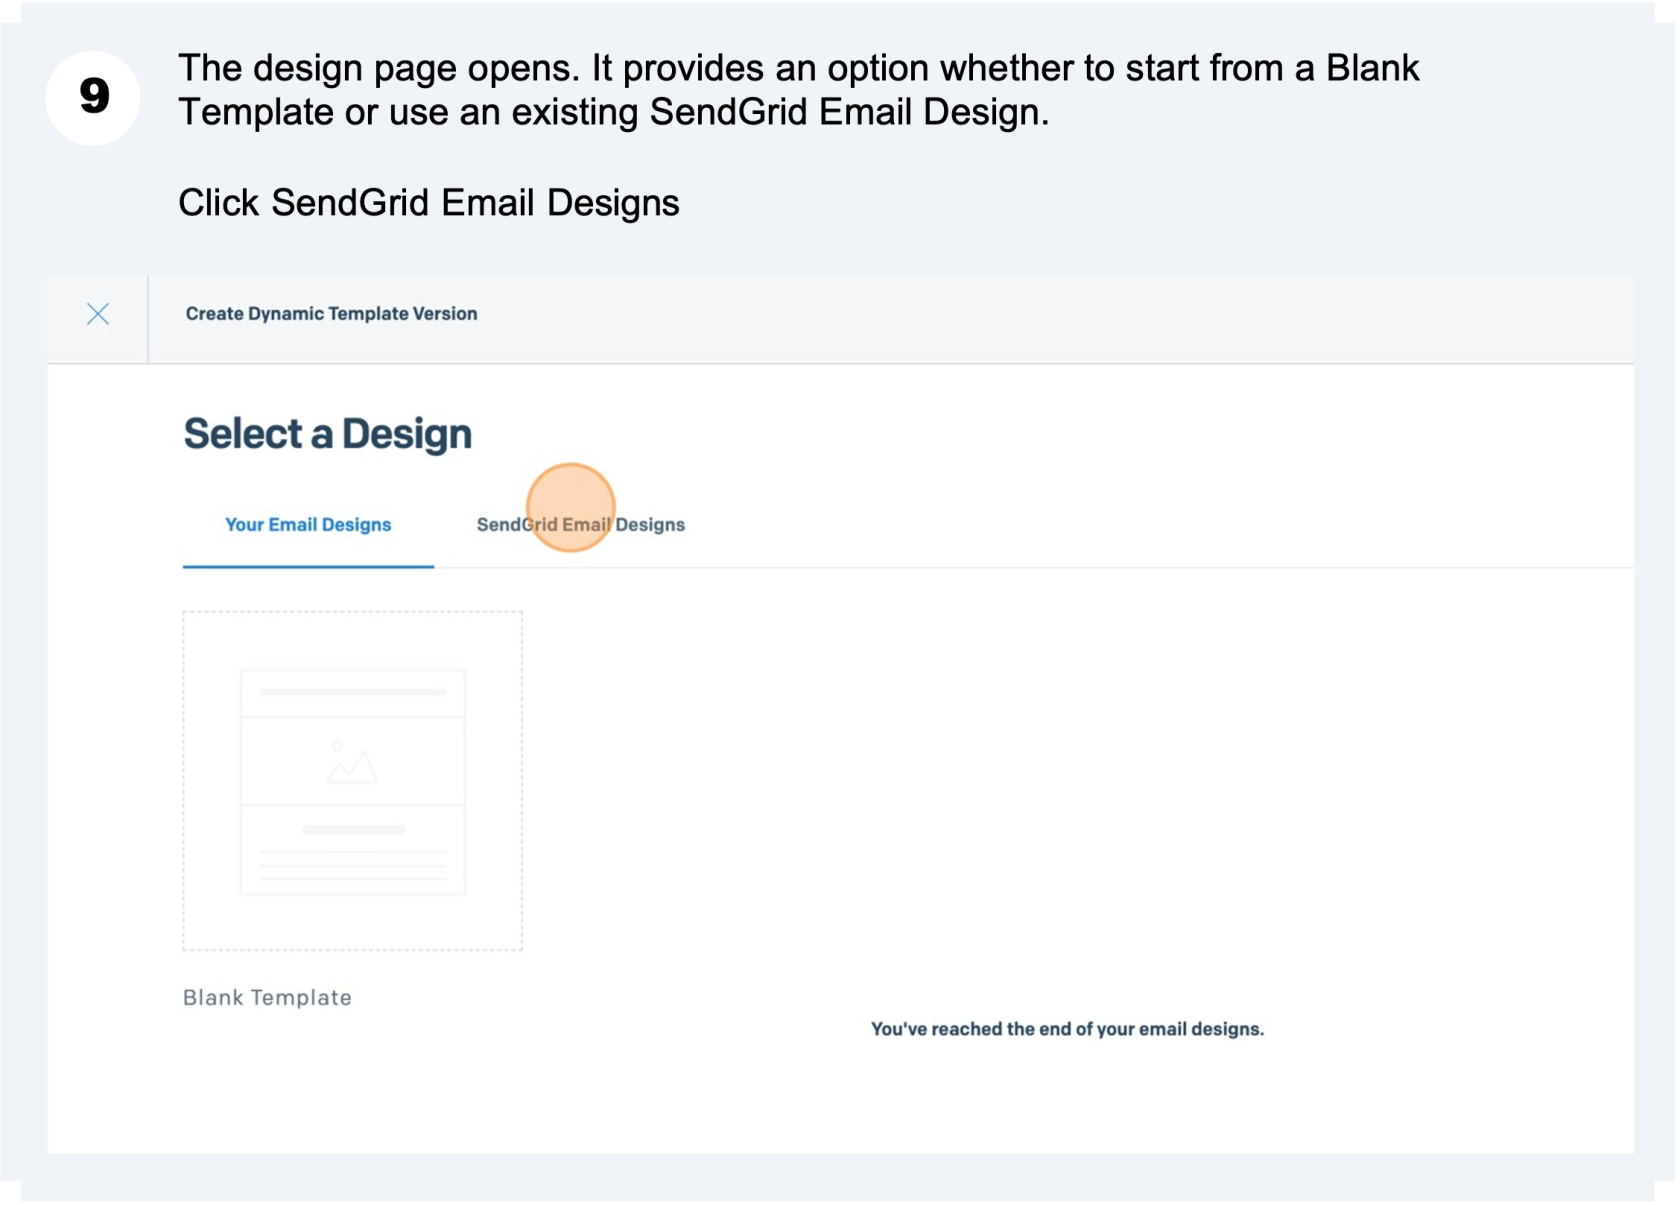 9
The design page opens. It provides an option whether to start from a Blank
Template or use an existing SendGrid Email Design.
Click SendGrid Email Designs
Create Dynamic Template Version
Select a Design
Your Email Designs
SendGrid Email Designs
Blank Template
You've reached the end of your email designs.